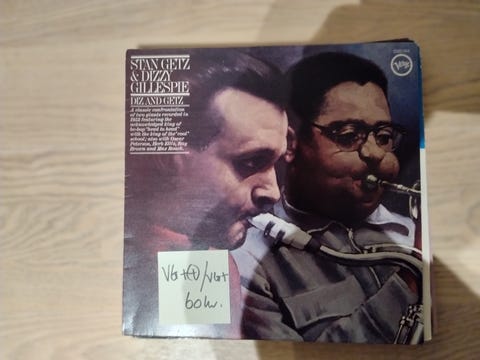 STAN GETZ
& DIZZY
GILLESPIE
DIZ AND GETZ
A classic confrontation
of two giants recorded in
1953 featuring the
acknowledged king of
be-bop "head to head"
with the king of the "cool"
school; also with Oscar
Peterson, Herb Ellis, Ray
Brown and Max Roach.
Verve
VG+(+)/VG+
60kr.